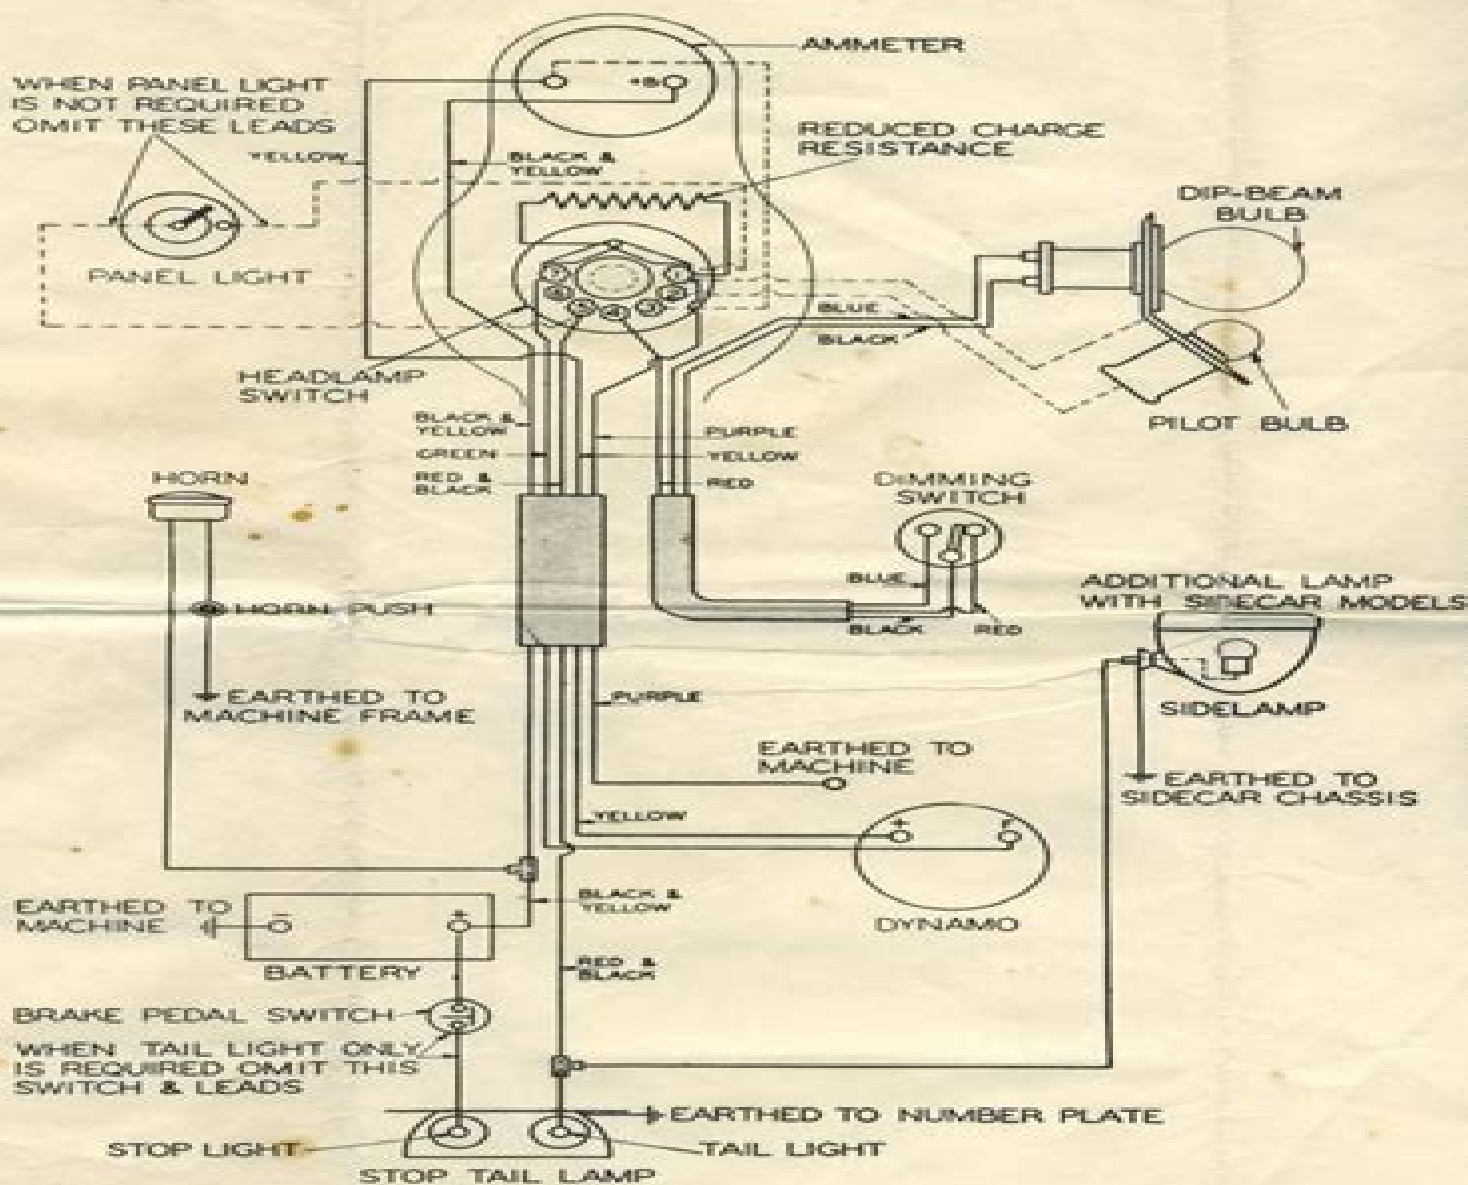 AMMETER
WHEN PANEL LIGHT
IS NOT REQUIRED
OMIT THESE LEADS
+B
REDUCED CHARGE
RESISTANCE
YELLOW
BLACK &
YELLOW
DIP-BEAM
BULB
PANEL LIGHT
BLUE
BLACK
HEADLAMP
SWITCH
PILOT BULB
BLACK &
YELLOW
GREEN
RED &
BLACK
PURPLE
YELLOW
RED
HORN
DIMMING
SWITCH
BLUE
BLACK
RED
ADDITIONAL LAMP
WITH SIDECAR MODELS
HORN PUSH
EARTHED TO
MACHINE FRAME
PURPLE
SIDELAMP
EARTHED TO
MACHINE
EARTHED TO
SIDECAR CHASSIS
YELLOW
+
F
DYNAMO
BLACK &
YELLOW
EARTHED TO
MACHINE
-
+
BATTERY
RED &
BLACK
BRAKE PEDAL SWITCH
WHEN TAIL LIGHT ONLY
IS REQUIRED OMIT THIS
SWITCH & LEADS
EARTHED TO NUMBER PLATE
STOP LIGHT
TAIL LIGHT
STOP TAIL LAMP